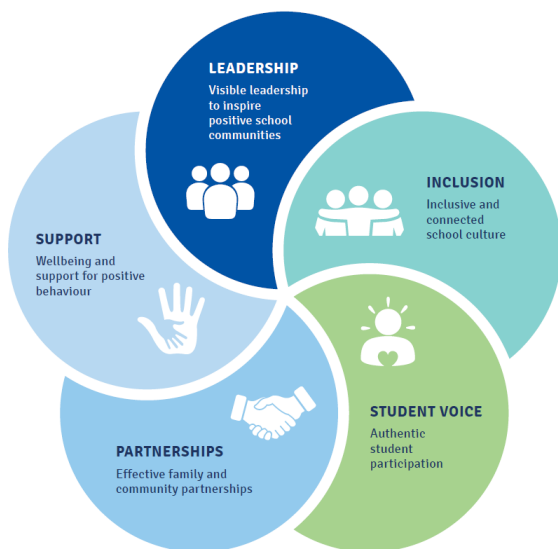 LEADERSHIP
Visible leadership
to inspire
positive school
communities
INCLUSION
Inclusive and
connected
school culture
SUPPORT
Wellbeing and
support for positive
behaviour
STUDENT VOICE
Authentic
student
participation
PARTNERSHIPS
Effective family and
community partnerships